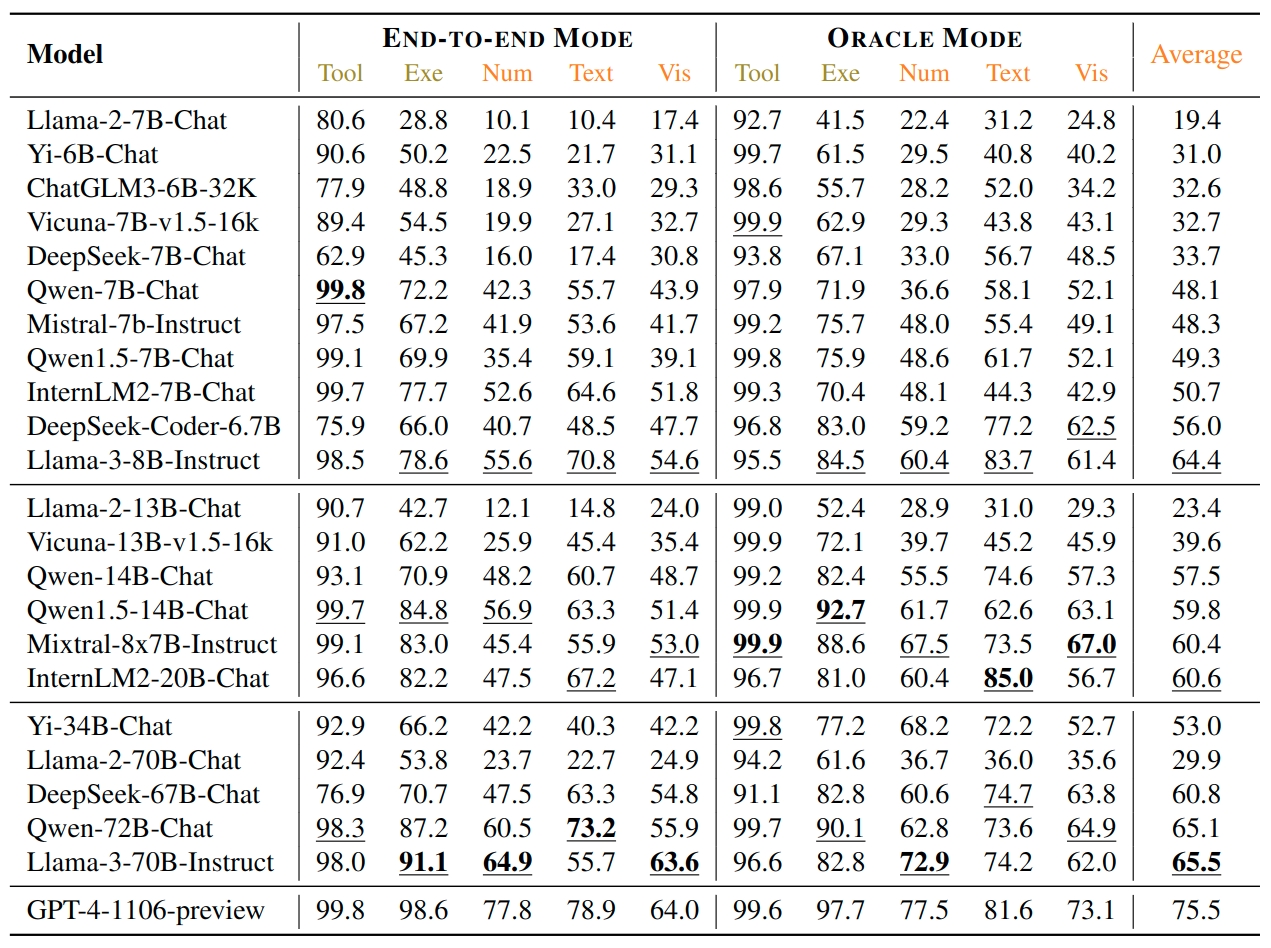 Model END-TO-END MODE ORACLE MODE Average
Tool Exe Num Text Vis Tool Exe Num Text Vis
Llama-2-7B-Chat 80.6 28.8 10.1 10.4 17.4 92.7 41.5 22.4 31.2 24.8 19.4
Yi-6B-Chat 90.6 50.2 22.5 21.7 31.1 99.7 61.5 29.5 40.8 40.2 31.0
ChatGLM3-6B-32K 77.9 48.8 18.9 33.0 29.3 98.6 55.7 28.2 52.0 34.2 32.6
Vicuna-7B-v1.5-16k 89.4 54.5 19.9 27.1 32.7 99.9 62.9 29.3 43.8 43.1 32.7
DeepSeek-7B-Chat 62.9 45.3 16.0 17.4 30.8 93.8 67.1 33.0 56.7 48.5 33.7
Qwen-7B-Chat 99.8 72.2 42.3 55.7 43.9 97.9 71.9 36.6 58.1 52.1 48.1
Mistral-7b-Instruct 97.5 67.2 41.9 53.6 41.7 99.2 75.7 48.0 55.4 49.1 48.3
Qwen1.5-7B-Chat 99.1 69.9 35.4 59.1 39.1 99.8 75.9 48.6 61.7 52.1 49.3
InternLM2-7B-Chat 99.7 77.7 52.6 64.6 51.8 99.3 70.4 48.1 44.3 42.9 50.7
DeepSeek-Coder-6.7B 75.9 66.0 40.7 48.5 47.7 96.8 83.0 59.2 77.2 62.5 56.0
Llama-3-8B-Instruct 98.5 78.6 55.6 70.8 54.6 95.5 84.5 60.4 83.7 61.4 64.4
Llama-2-13B-Chat 90.7 42.7 12.1 14.8 24.0 99.0 52.4 28.9 31.0 29.3 23.4
Vicuna-13B-v1.5-16k 91.0 62.2 25.9 45.4 35.4 99.9 72.1 39.7 45.2 45.9 39.6
Qwen-14B-Chat 93.1 70.9 48.2 60.7 48.7 99.2 82.4 55.5 74.6 57.3 57.5
Qwen1.5-14B-Chat 99.7 84.8 56.9 63.3 51.4 99.9 92.7 61.7 62.6 63.1 59.8
Mixtral-8x7B-Instruct 99.1 83.0 45.4 55.9 53.0 99.9 88.6 67.5 73.5 67.0 60.4
InternLM2-20B-Chat 96.6 82.2 47.5 67.2 47.1 96.7 81.0 60.4 85.0 56.7 60.6
Yi-34B-Chat 92.9 66.2 42.2 40.3 42.2 99.8 77.2 68.2 72.2 52.7 53.0
Llama-2-70B-Chat 92.4 53.8 23.7 22.7 24.9 94.2 61.6 36.7 36.0 35.6 29.9
DeepSeek-67B-Chat 76.9 70.7 47.5 63.3 54.8 91.1 82.8 60.6 74.7 63.8 60.8
Qwen-72B-Chat 98.3 87.2 60.5 73.2 55.9 99.7 90.1 62.8 73.6 64.9 65.1
Llama-3-70B-Instruct 98.0 91.1 64.9 55.7 63.6 96.6 82.8 72.9 74.2 62.0 65.5
GPT-4-1106-preview 99.8 98.6 77.8 78.9 64.0 99.6 97.7 77.5 81.6 73.1 75.5